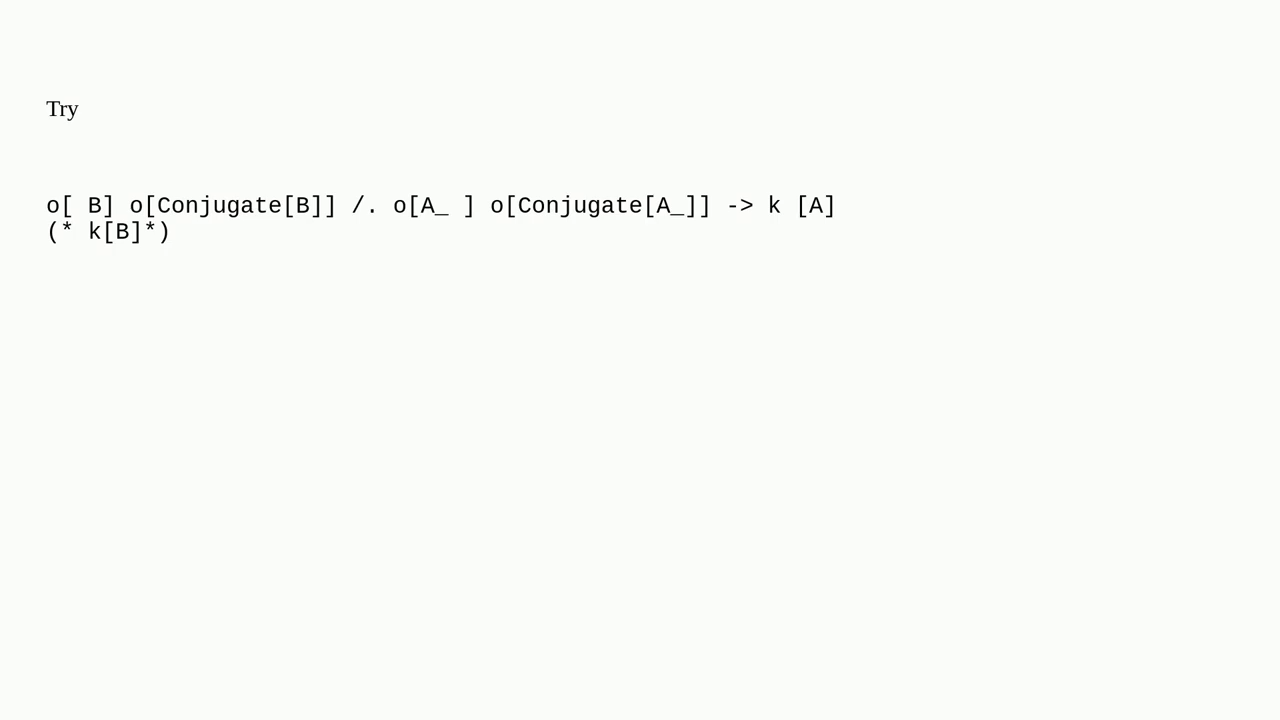 Try
o[ B] o[Conjugate[B]] /. o[A_ ] o[Conjugate[A_]] -> k [A]
(* k[B]*)